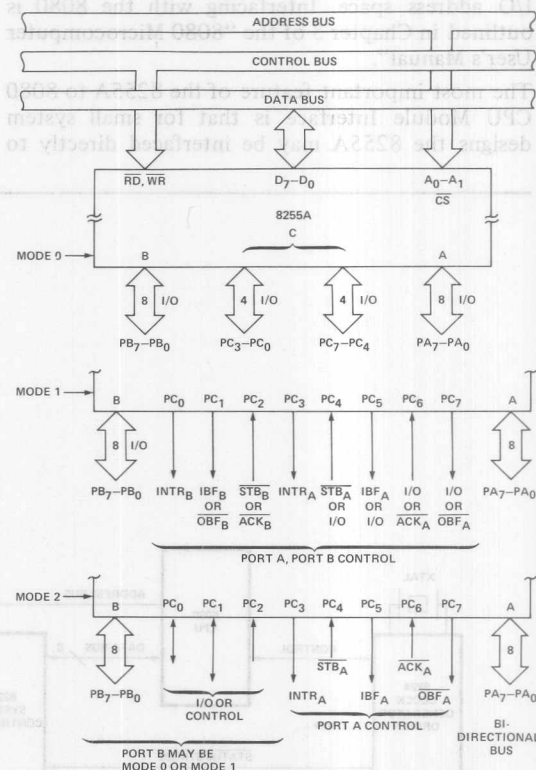 I/O address space. Interfacing with the 8080 is
outlined in Chapter 3 of the "8080 Microcomputer
User's Manual".
The most important feature of the 8255A to 8080
CPU Module Interface is that for small system
designs the 8255A may be interfaced directly to
ADDRESS BUS
CONTROL BUS
DATA BUS
RD, WR
D7–D0
A0–A1
CS
8255A
C
MODE 0
B
A
8 I/O
4 I/O
4 I/O
8 I/O
PB7–PB0
PC3–PC0
PC7–PC4
PA7–PA0
MODE 1
B PC0 PC1 PC2 PC3 PC4 PC5 PC6 PC7 A
8 I/O
8
PB7–PB0
INTRB
IBFB
OR
OBFB
STBB
OR
ACKB
INTRA
STBA
OR
I/O
IBFA
OR
I/O
I/O
OR
ACKA
I/O
OR
OBFA
PA7–PA0
PORT A, PORT B CONTROL
MODE 2
B PC0 PC1 PC2 PC3 PC4 PC5 PC6 PC7 A
8
8
PB7–PB0
I/O OR
CONTROL
INTRA
STBA
IBFA
ACKA
OBFA
PA7–PA0
PORT A CONTROL
BI-
DIRECTIONAL
BUS
PORT B MAY BE
MODE 0 OR MODE 1
XTAL
ADDRESS BUS
CPU
CONTROL